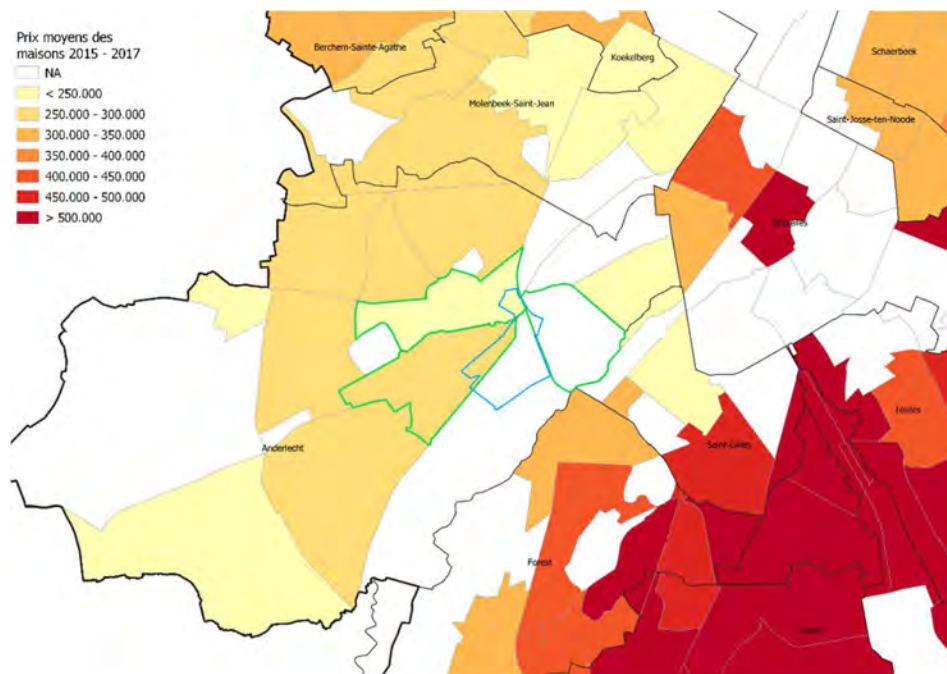 Prix moyens des
maisons 2015 - 2017
NA
< 250.000
250.000 - 300.000
300.000 - 350.000
350.000 - 400.000
400.000 - 450.000
450.000 - 500.000
> 500.000
Berchem-Sainte-Agathe
Koekelberg
Schaerbeek
Molenbeek-Saint-Jean
Saint-Josse-ten-Noode
Bruxelles
Ixelles
Saint-Gilles
Anderlecht
Forest